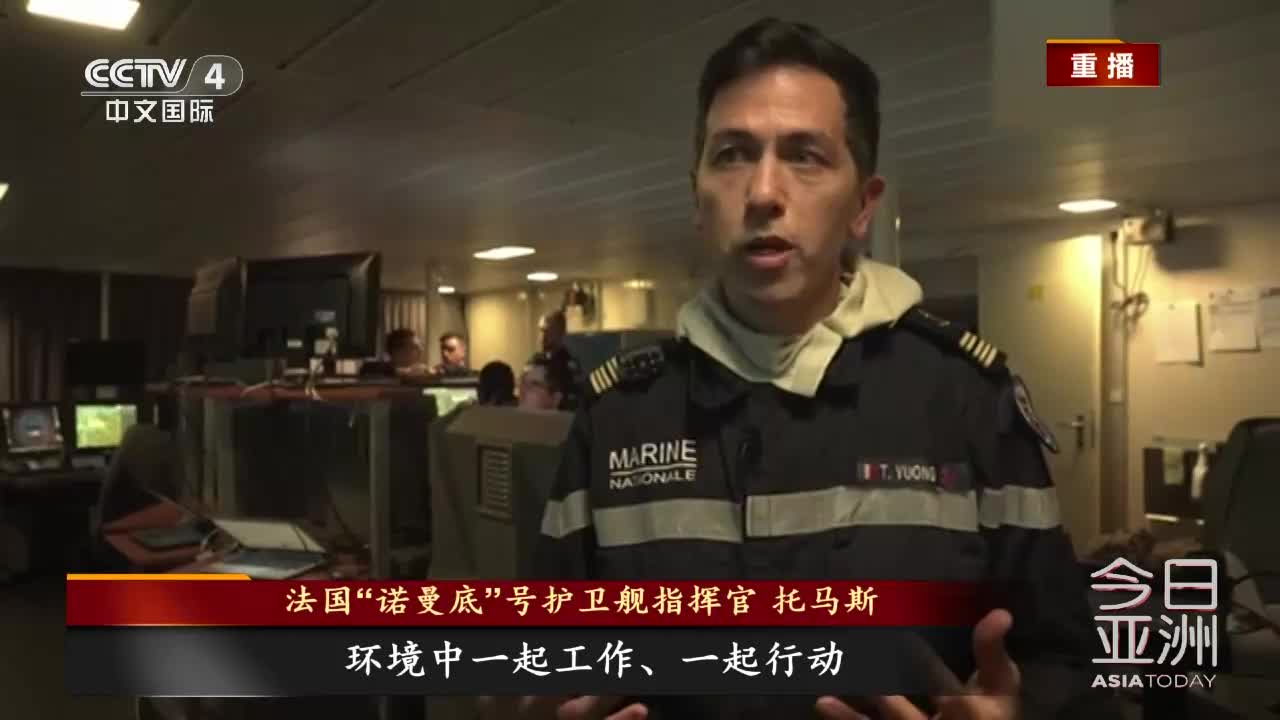 CCTV 4
中文国际
重播
MARINE
NATIONALE
T. VUONG
法国“诺曼底”号护卫舰指挥官 托马斯
环境中一起工作、一起行动
今日
亚洲
ASIA TODAY